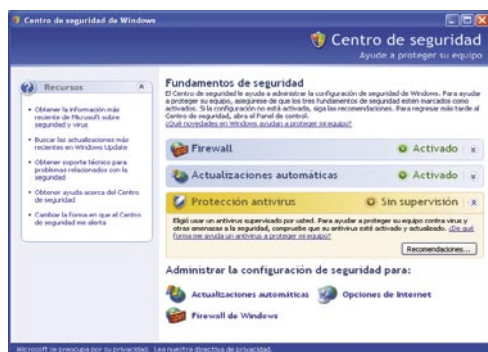 Centro de seguridad de Windows
Centro de seguridad
Ayude a proteger su equipo
Recursos
• Obtener la información más
reciente de Microsoft sobre
seguridad y virus
• Buscar las actualizaciones más
recientes en Windows Update
• Obtener soporte técnico para
problemas relacionados con la
seguridad
• Obtener ayuda acerca del Centro
de seguridad
• Cambiar la forma en que el Centro
de seguridad me alerta
Fundamentos de seguridad
El Centro de seguridad le ayuda a administrar la configuración de seguridad de Windows. Para ayudar
a proteger su equipo, asegúrese de que los tres fundamentos de seguridad estén marcados como
activados. Si la configuración no está activada, siga las recomendaciones. Para regresar más tarde al
Centro de seguridad, abra el Panel de control.
¿Qué novedades en Windows ayudan a proteger mi equipo?
Firewall
Activado
Actualizaciones automáticas
Activado
Protección antivirus
Sin supervisión
Eligió usar un antivirus supervisado por usted. Para ayudar a proteger su equipo contra virus y
otras amenazas a la seguridad, compruebe que su antivirus esté activado y actualizado. ¿De qué
forma me ayuda un antivirus a proteger mi equipo?
Recomendaciones...
Administrar la configuración de seguridad para:
Actualizaciones automáticas
Opciones de Internet
Firewall de Windows
Microsoft se preocupa por su privacidad. Lea nuestra directiva de privacidad.